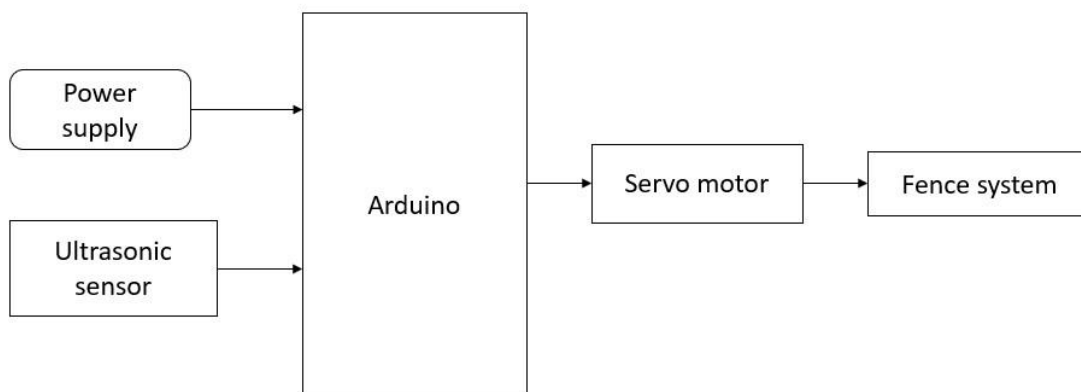 Power
supply
Ultrasonic
sensor
Arduino
Servo motor
Fence system